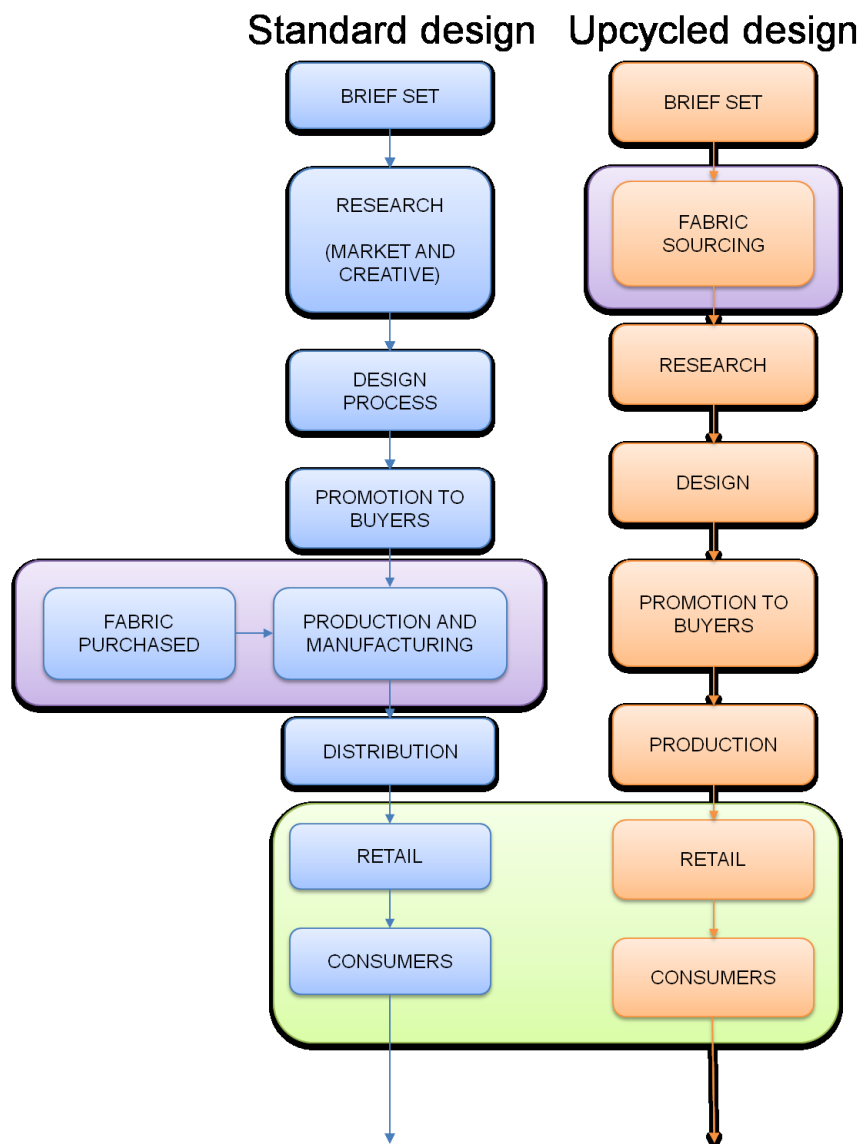 Standard design
BRIEF SET
RESEARCH
(MARKET AND
CREATIVE)
DESIGN
PROCESS
PROMOTION TO
BUYERS
FABRIC
PURCHASED
PRODUCTION AND
MANUFACTURING
DISTRIBUTION
RETAIL
CONSUMERS
Upcycled design
BRIEF SET
FABRIC
SOURCING
RESEARCH
DESIGN
PROMOTION TO
BUYERS
PRODUCTION
RETAIL
CONSUMERS